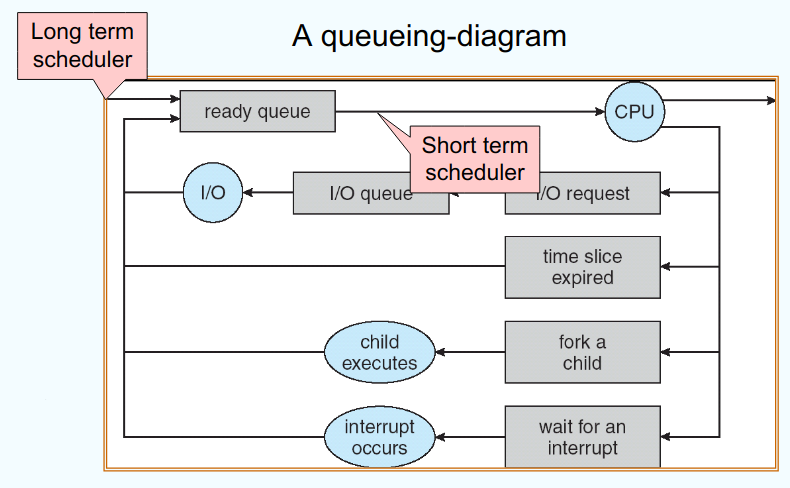 Long term
scheduler
A queueing-diagram
ready queue
CPU
Short term
scheduler
I/O
I/O queue
I/O request
time slice
expired
child
executes
fork a
child
interrupt
occurs
wait for an
interrupt